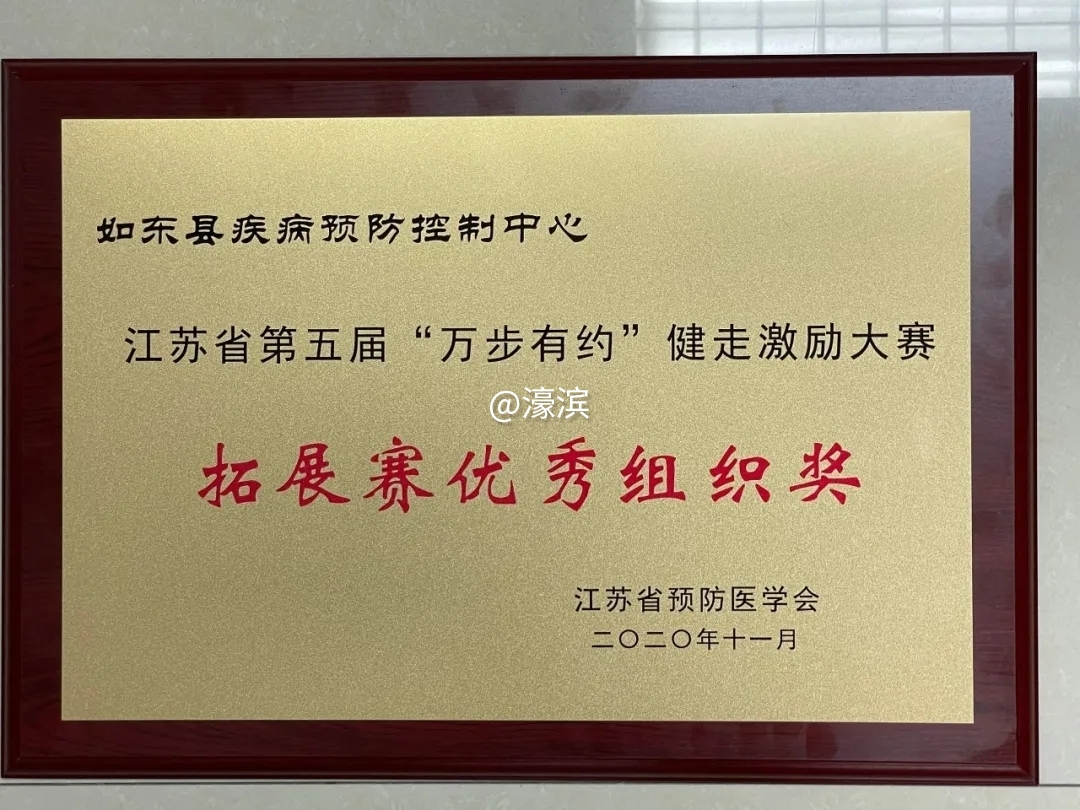 如东县疾病预防控制中心
江苏省第五届“万步有约”健走激励大赛
@濠滨
拓展赛优秀组织奖
江苏省预防医学会
二〇二〇年十一月